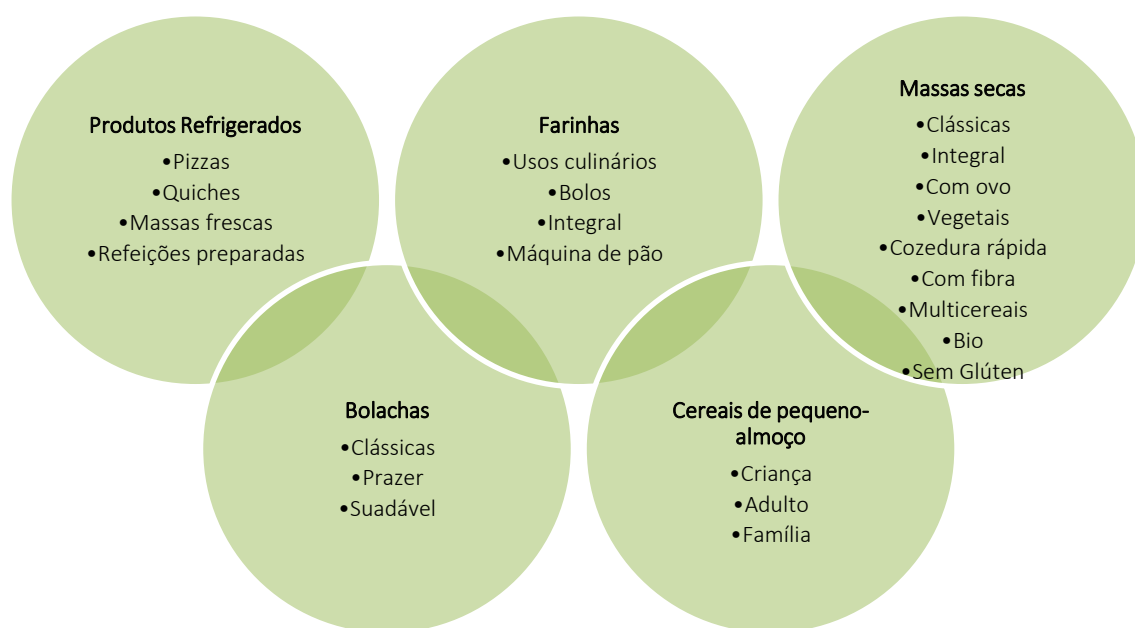 Produtos Refrigerados
•Pizzas
•Quiches
•Massas frescas
•Refeições preparadas
Farinhas
•Usos culinários
•Bolos
•Integral
•Máquina de pão
Massas secas
•Clássicas
•Integral
•Com ovo
•Vegetais
•Cozedura rápida
•Com fibra
•Multicereais
•Bio
•Sem Glúten
Bolachas
•Clássicas
•Prazer
•Suadável
Cereais de pequeno-
almoço
•Criança
•Adulto
•Família